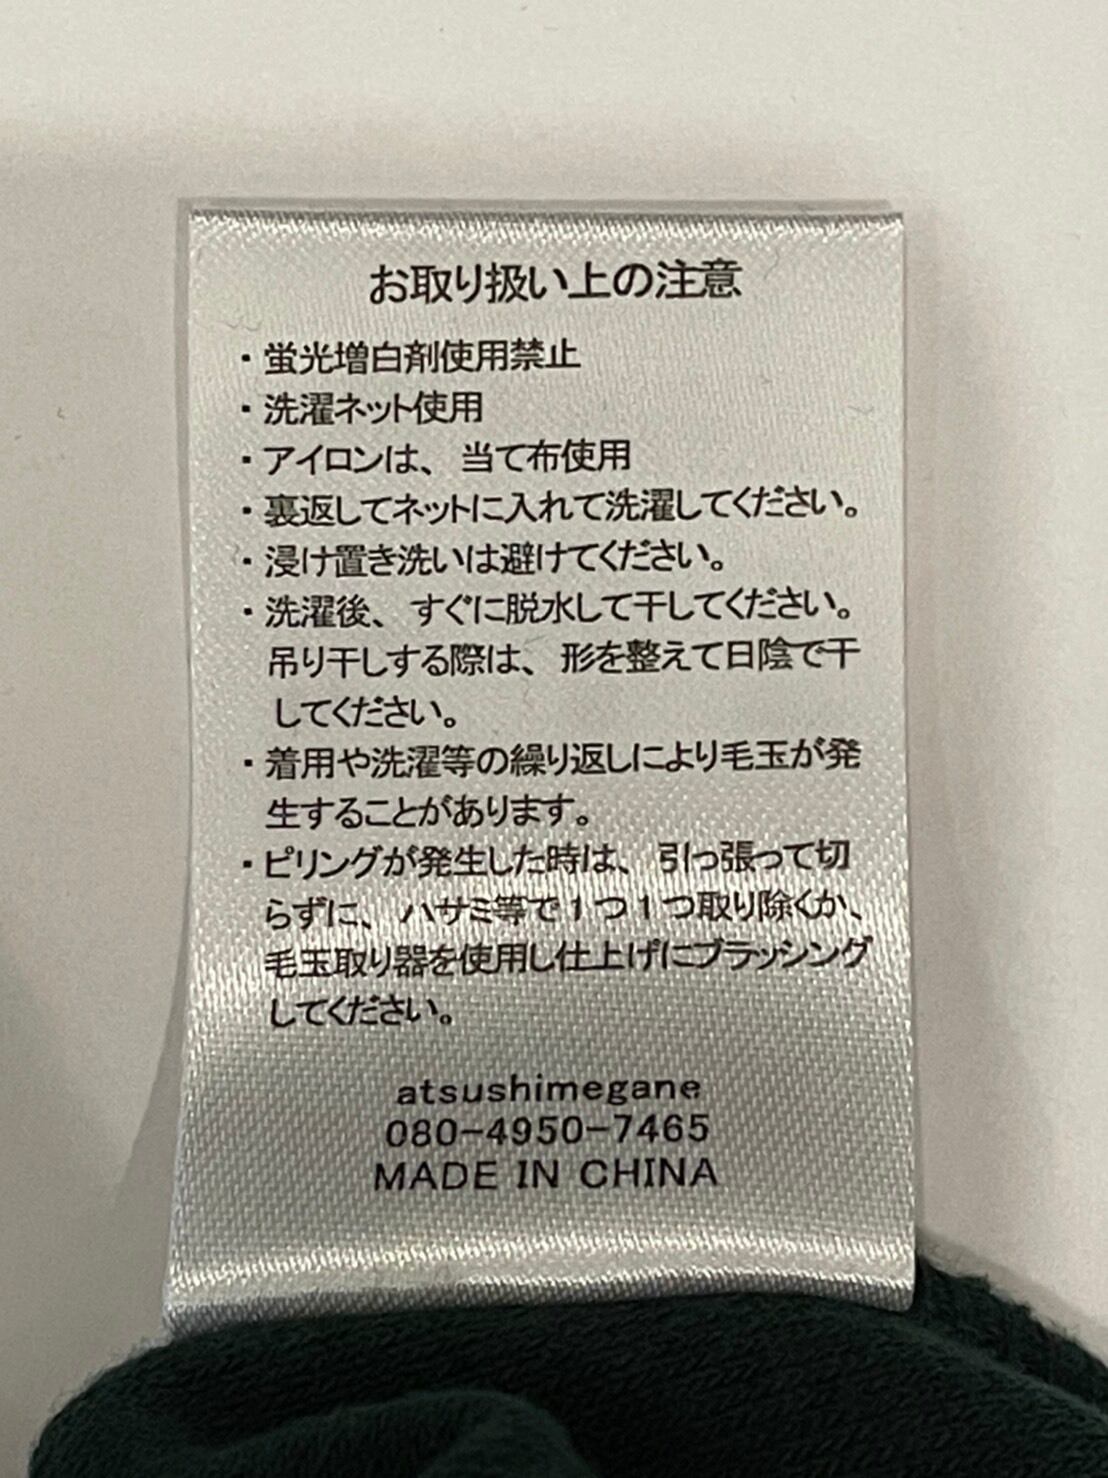 お取り扱い上の注意
・蛍光増白剤使用禁止
・洗濯ネット使用
・アイロンは、当て布使用
・裏返してネットに入れて洗濯してください。
・浸け置き洗いは避けてください。
・洗濯後、すぐに脱水して干してください。
吊り干しする際は、形を整えて日陰で干
してください。
・着用や洗濯等の繰り返しにより毛玉が発
生することがあります。
・ピリングが発生した時は、引っ張って切
らずに、ハサミ等で1つ1つ取り除くか、
毛玉取り器を使用し仕上げにブラッシング
してください。
atsushimegane
080-4950-7465
MADE IN CHINA